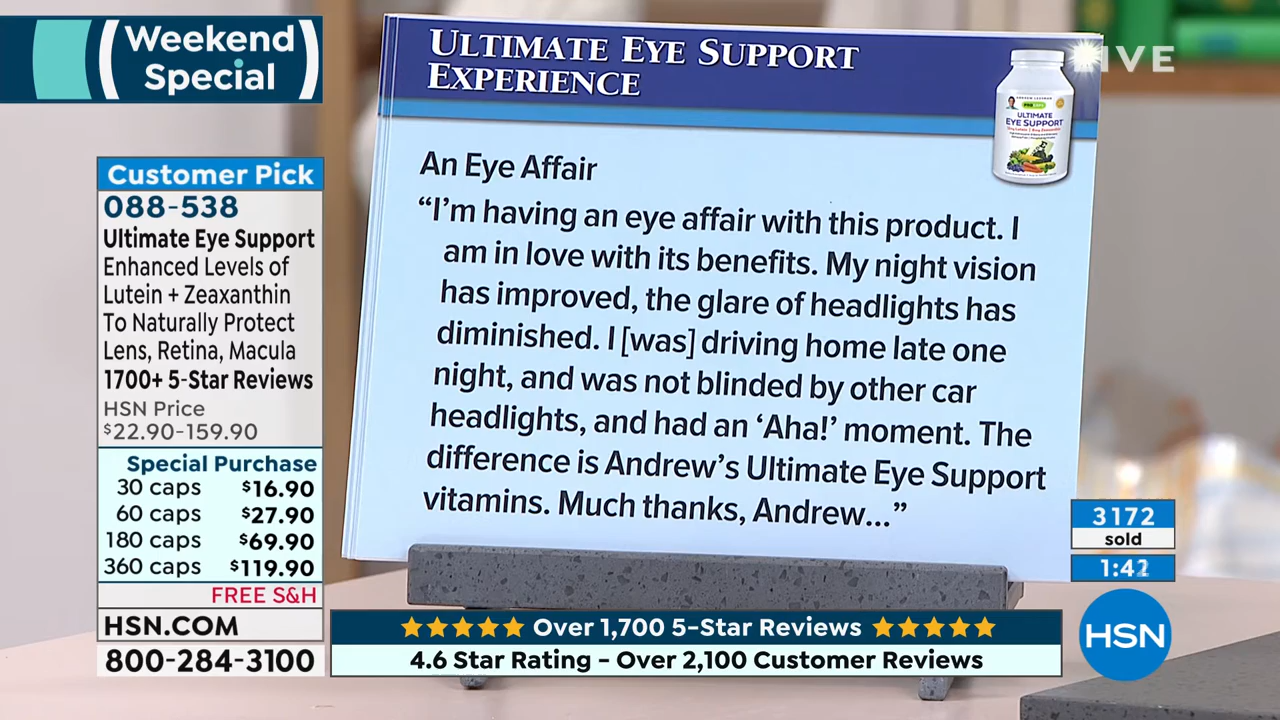 (Weekend
Special)
LIVE
ULTIMATE EYE SUPPORT
EXPERIENCE
ULTIMATE
EYE SUPPORT
An Eye Affair
“I’m having an eye affair with this product. I
am in love with its benefits. My night vision
has improved, the glare of headlights has
diminished. I [was] driving home late one
night, and was not blinded by other car
headlights, and had an ‘Aha!’ moment. The
difference is Andrew’s Ultimate Eye Support
vitamins. Much thanks, Andrew...”
Customer Pick
088-538
Ultimate Eye Support
Enhanced Levels of
Lutein + Zeaxanthin
To Naturally Protect
Lens, Retina, Macula
1700+ 5-Star Reviews
HSN Price
$22.90-159.90
Special Purchase
30 caps $16.90
60 caps $27.90
180 caps $69.90
360 caps $119.90
FREE S&H
HSN.COM
800-284-3100
3172
sold
Over 1,700 5-Star Reviews
4.6 Star Rating – Over 2,100 Customer Reviews
HSN